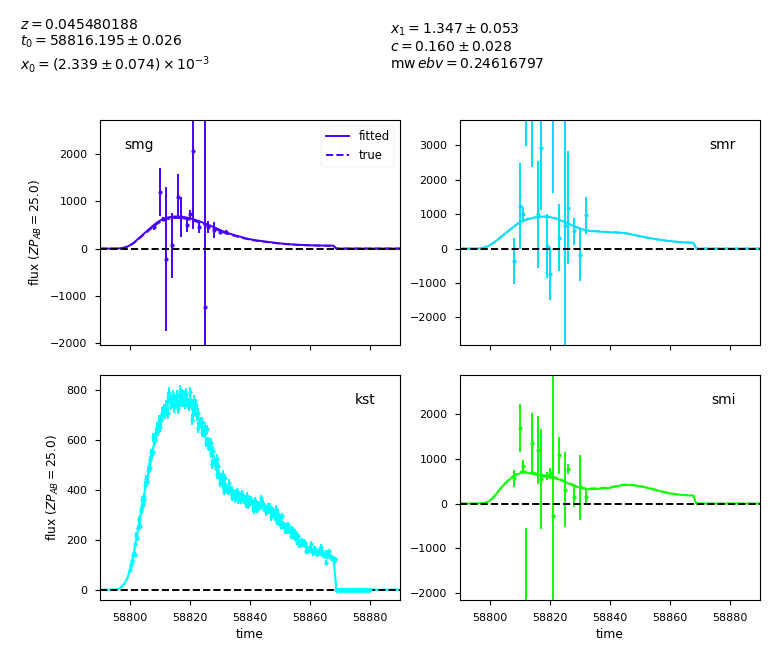 z = 0.045480188
t₀ = 58816.195 ± 0.026
x₀ = (2.339 ± 0.074) × 10⁻³
x₁ = 1.347 ± 0.053
c = 0.160 ± 0.028
mw ebv = 0.24616797
smg
fitted
true
2000
1000
0
−1000
−2000
flux (ZP_AB = 25.0)
smr
3000
2000
1000
0
−1000
−2000
kst
800
600
400
200
0
flux (ZP_AB = 25.0)
58800 58820 58840 58860 58880
time
smi
2000
1000
0
−1000
−2000
58800 58820 58840 58860 58880
time